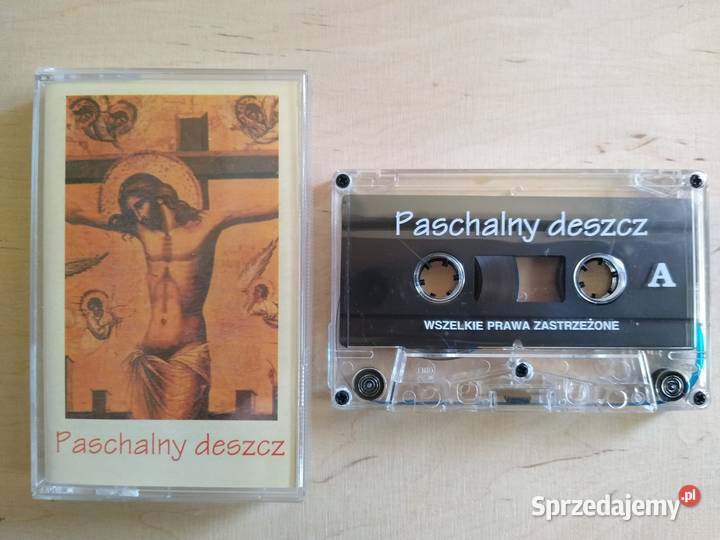 Paschalny deszcz
Paschalny deszcz
A
WSZELKIE PRAWA ZASTRZEŻONE
Sprzedajemy.pl